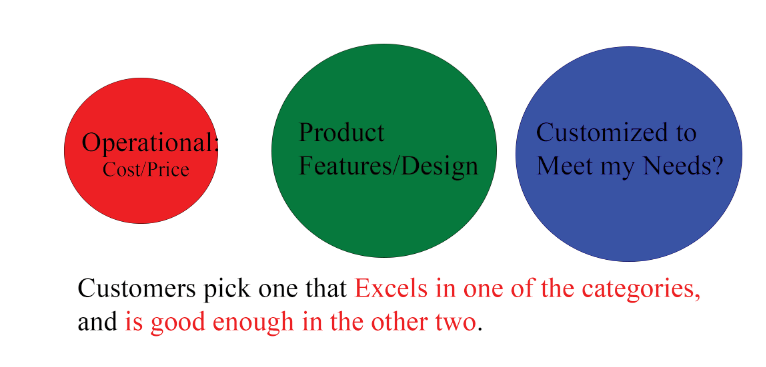 Operational:
Cost/Price
Product
Features/Design
Customized to
Meet my Needs?
Customers pick one that Excels in one of the categories,
and is good enough in the other two.